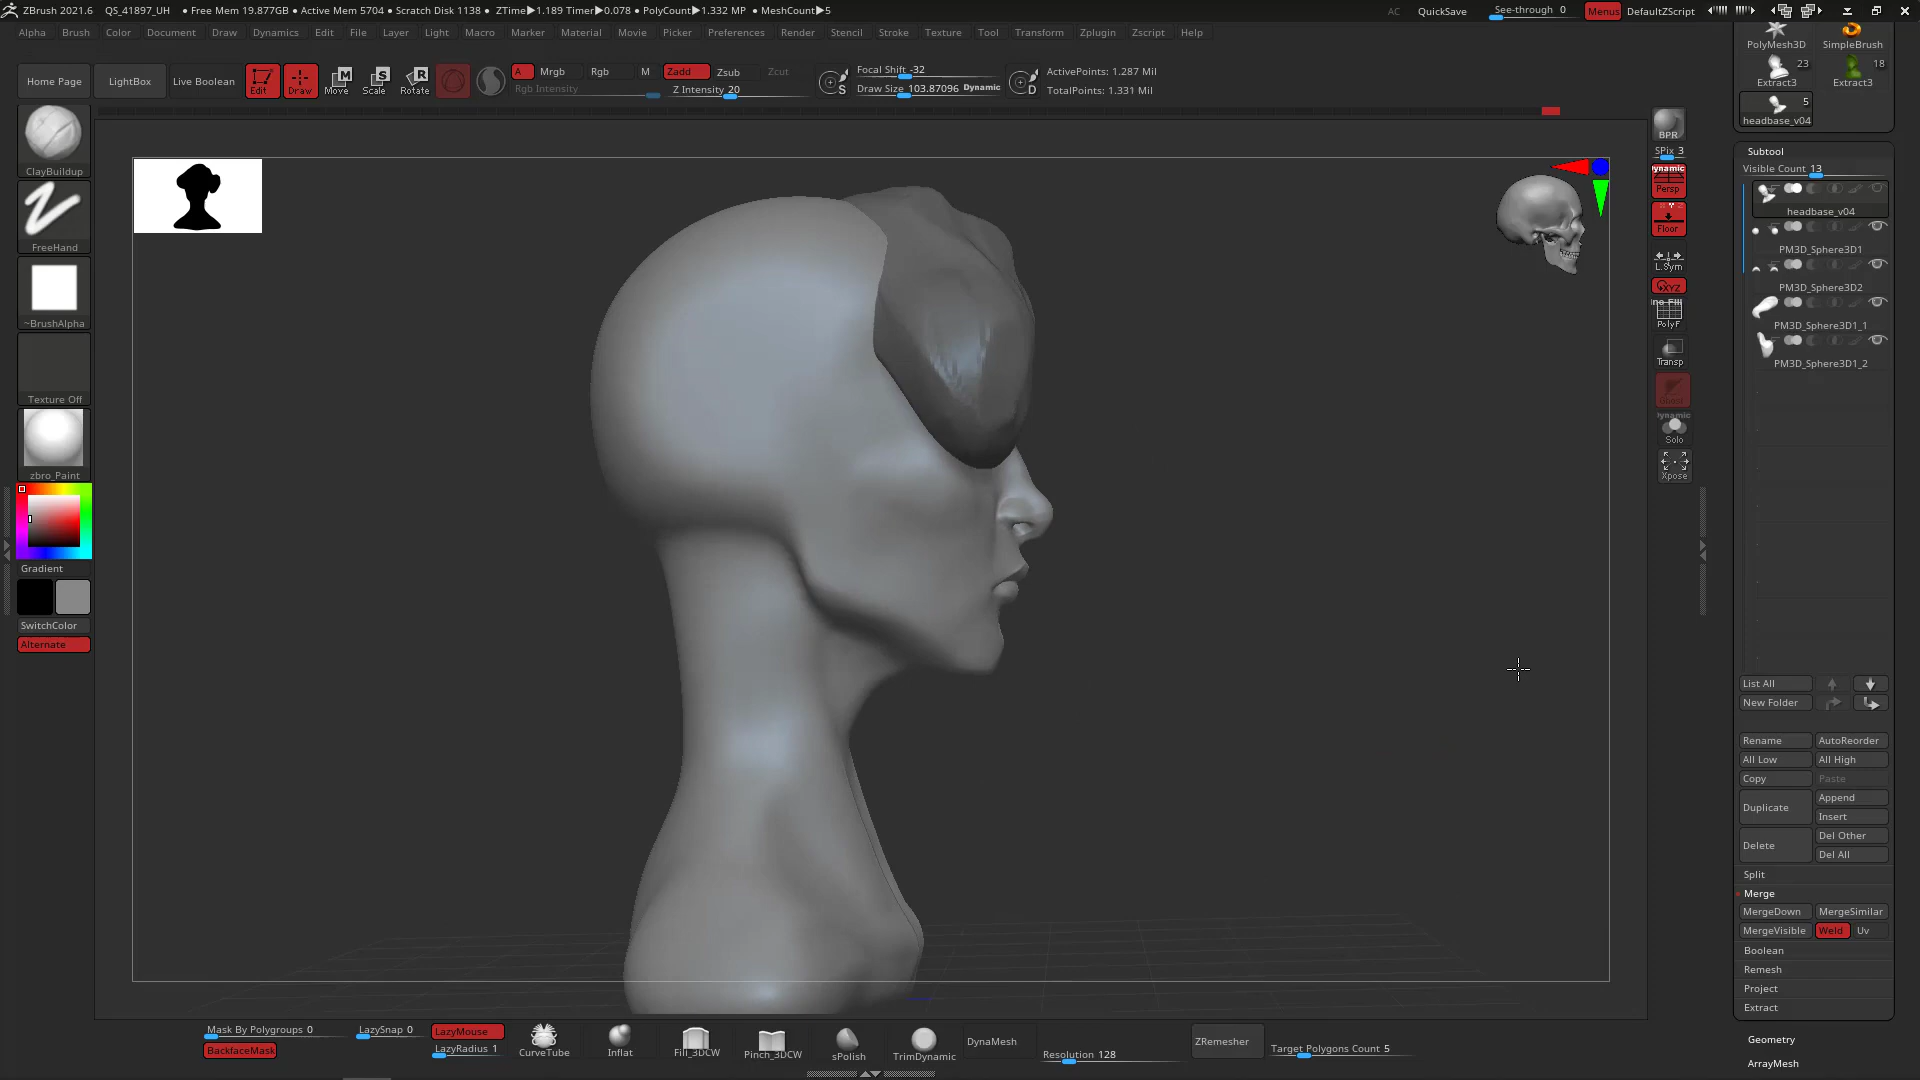 ZBrush 2021.6 QS_41897_UH • Free Mem 19.877GB • Active Mem 5704 • Scratch Disk 1138 • ZTime▶1.189 Timer▶0.078 • PolyCount▶1.332 MP • MeshCount▶5 AC QuickSave See-through 0 Menus DefaultZScript
Alpha Brush Color Document Draw Dynamics Edit File Layer Light Macro Marker Material Movie Picker Preferences Render Stencil Stroke Texture Tool Transform Zplugin Zscript Help
Home Page LightBox Live Boolean Edit Draw Move Scale Rotate A Mrgb Rgb M Zadd Zsub Zcut Focal Shift -32 ActivePoints: 1.287 Mil
Rgb Intensity Z Intensity 20 Draw Size 103.87096 Dynamic TotalPoints: 1.331 Mil
S D
PolyMesh3D SimpleBrush
23 18
Extract3 Extract3
5
headbase_v04
ClayBuildup
FreeHand
~BrushAlpha
Texture Off
zbro_Paint
Gradient
SwitchColor
Alternate
BPR
SPix 3
Dynamic
Persp
Floor
L.Sym
XYZ
PolyF
Transp
Ghost
Dynamic
Solo
Xpose
Subtool
Visible Count 13
headbase_v04
PM3D_Sphere3D1
PM3D_Sphere3D2
PM3D_Sphere3D1_1
PM3D_Sphere3D1_2
List All
New Folder
Rename AutoReorder
All Low All High
Copy Paste
Duplicate Append
Insert
Delete Del Other
Del All
Split
Merge
MergeDown MergeSimilar
MergeVisible Weld Uv
Boolean
Remesh
Project
Extract
Geometry
ArrayMesh
Mask By Polygroups 0 LazySnap 0 LazyMouse
BackfaceMask LazyRadius 1 CurveTube Inflat Fill_3DCW Pinch_3DCW sPolish TrimDynamic DynaMesh Resolution 128 ZRemesher Target Polygons Count 5